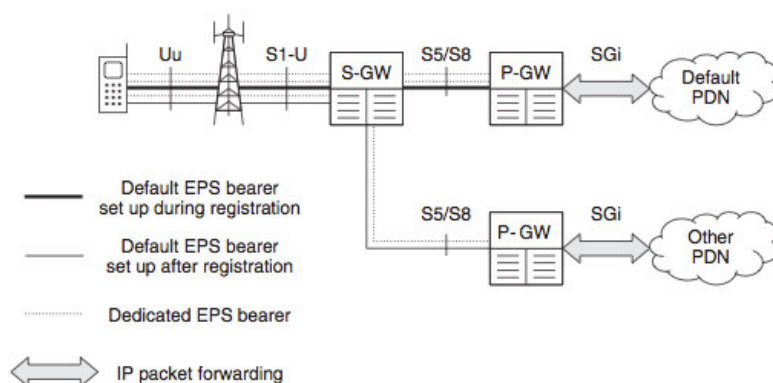 Uu
S1-U
S-GW
S5/S8
P-GW
SGi
Default
PDN
Default EPS bearer
set up during registration
Default EPS bearer
set up after registration
Dedicated EPS bearer
IP packet forwarding
S5/S8
P-GW
SGi
Other
PDN